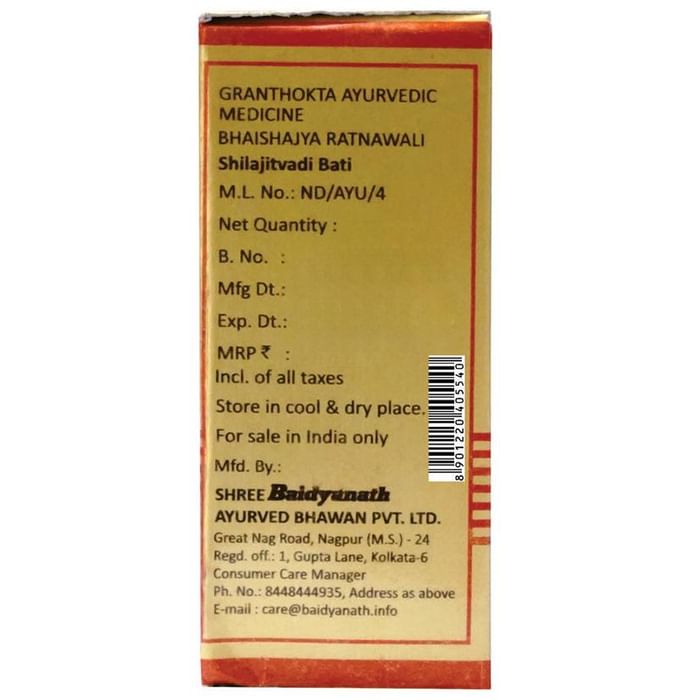 GRANTHOKTA AYURVEDIC
MEDICINE
BHAISHAJYA RATNAWALI
Shilajitvadi Bati
M.L. No.: ND/AYU/4
Net Quantity :
B. No. :
Mfg Dt.:
Exp. Dt.:
MRP ₹ :
Incl. of all taxes
Store in cool & dry place.
For sale in India only
Mfd. By.:
SHREE Baidyanath
AYURVED BHAWAN PVT. LTD.
Great Nag Road, Nagpur (M.S.) - 24
Regd. off.: 1, Gupta Lane, Kolkata-6
Consumer Care Manager
Ph. No.: 8448444935, Address as above
E-mail : care@baidyanath.info
8 901220 405540